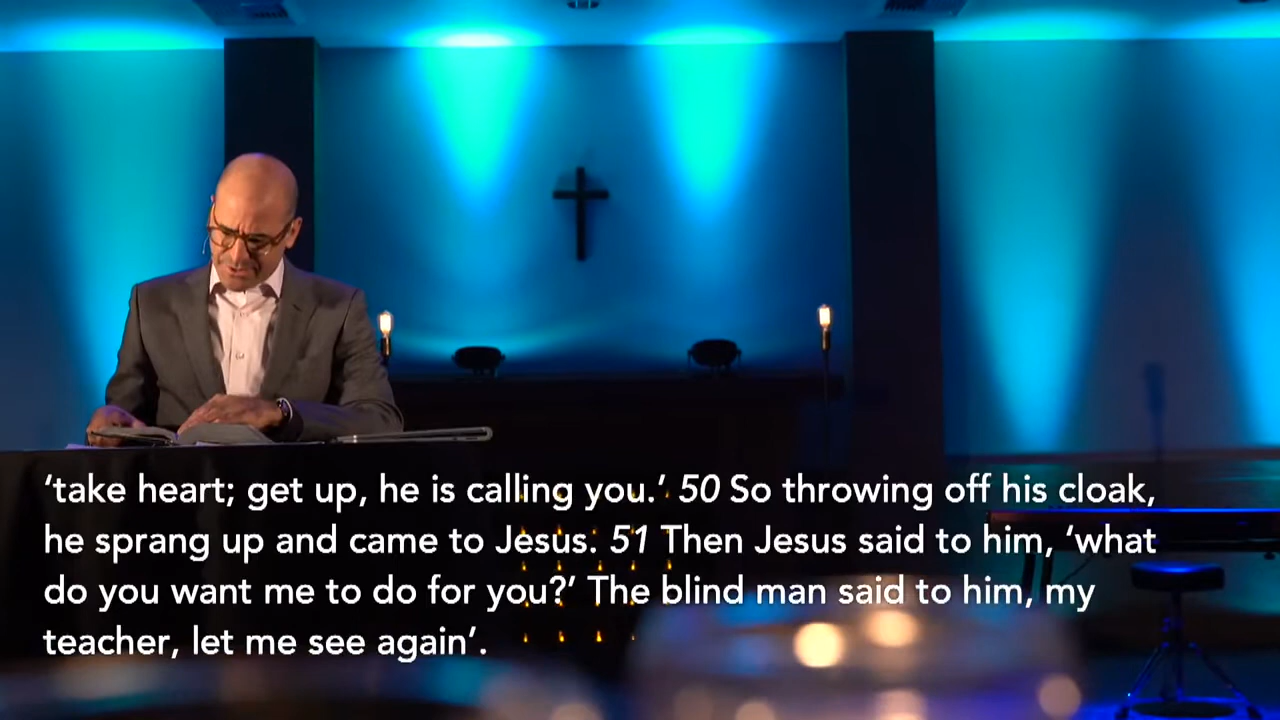 ‘take heart; get up, he is calling you.’ 50 So throwing off his cloak,
he sprang up and came to Jesus. 51 Then Jesus said to him, ‘what
do you want me to do for you?’ The blind man said to him, my
teacher, let me see again’.